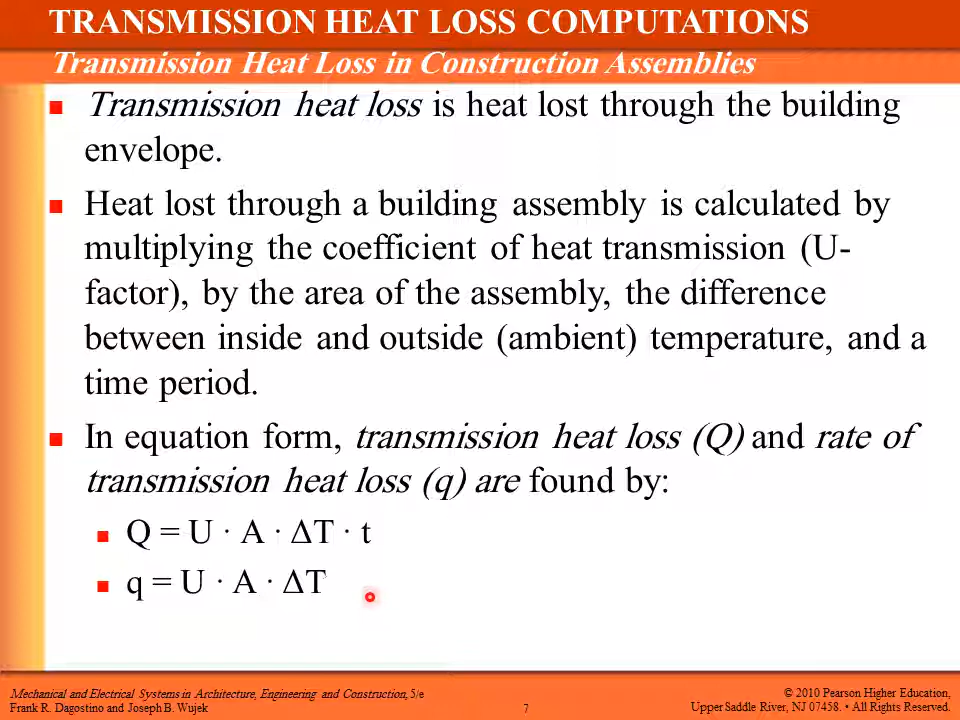 TRANSMISSION HEAT LOSS COMPUTATIONS
Transmission Heat Loss in Construction Assemblies
Transmission heat loss is heat lost through the building
envelope.
Heat lost through a building assembly is calculated by
multiplying the coefficient of heat transmission (U-
factor), by the area of the assembly, the difference
between inside and outside (ambient) temperature, and a
time period.
In equation form, transmission heat loss (Q) and rate of
transmission heat loss (q) are found by:
Q = U · A · ΔT · t
q = U · A · ΔT
Mechanical and Electrical Systems in Architecture, Engineering and Construction, 5/e
Frank R. Dagostino and Joseph B. Wujek
7
© 2010 Pearson Higher Education,
Upper Saddle River, NJ 07458. • All Rights Reserved.